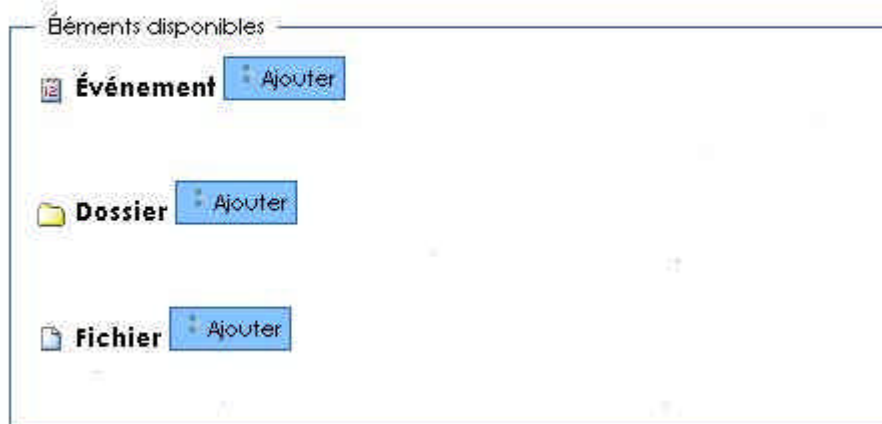 Éléments disponibles
Événement Ajouter
Dossier Ajouter
Fichier Ajouter